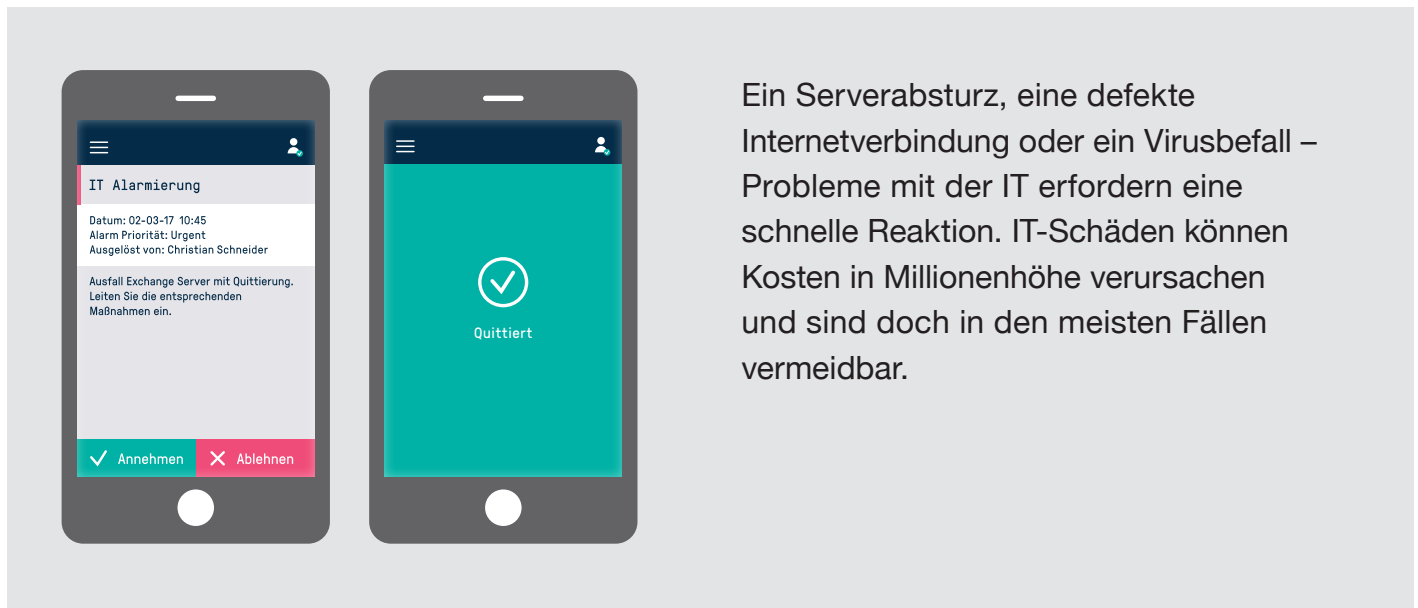 IT Alarmierung
Datum: 02-03-17 10:45
Alarm Priorität: Urgent
Ausgelöst von: Christian Schneider
Ausfall Exchange Server mit Quittierung.
Leiten Sie die entsprechenden
Maßnahmen ein.
Annehmen
Ablehnen
Quittiert
Ein Serverabsturz, eine defekte
Internetverbindung oder ein Virusbefall –
Probleme mit der IT erfordern eine
schnelle Reaktion. IT-Schäden können
Kosten in Millionenhöhe verursachen
und sind doch in den meisten Fällen
vermeidbar.